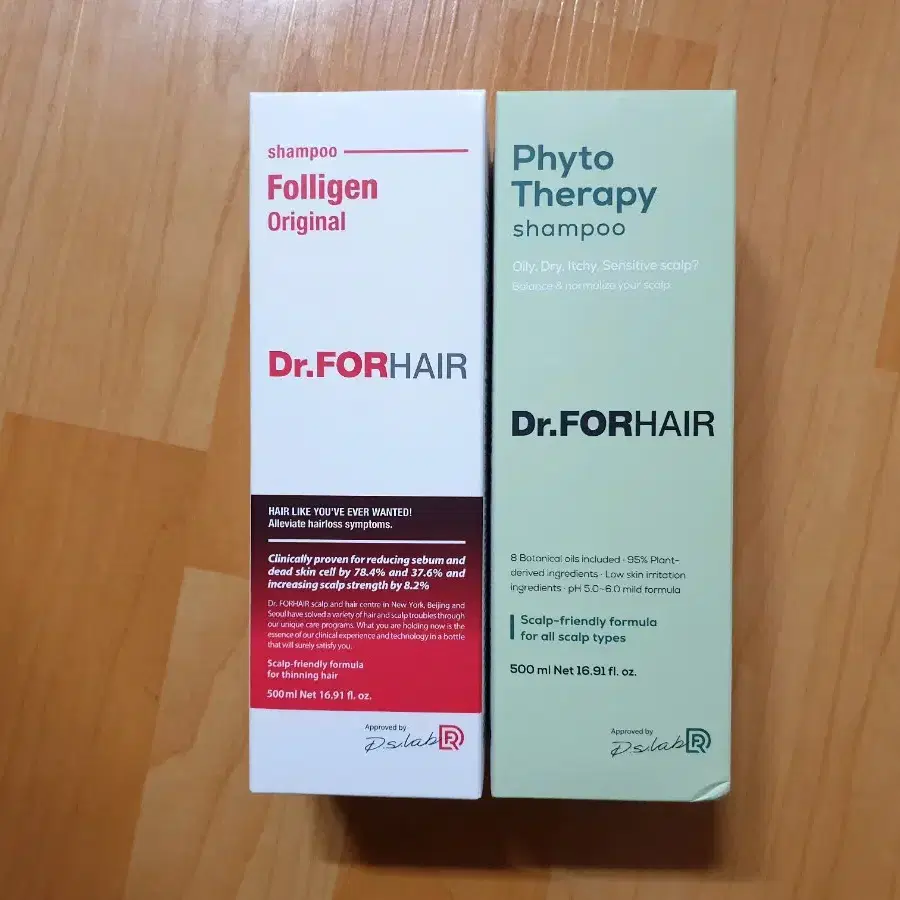 shampoo
Folligen
Original
Dr.FORHAIR
HAIR LIKE YOU'VE EVER WANTED!
Alleviate hairloss symptoms.
Clinically proven for reducing sebum and
dead skin cell by 78.4% and 37.6% and
increasing scalp strength by 8.2%
Dr. FORHAIR scalp and hair centre in New York, Beijing and
Seoul have solved a variety of hair and scalp troubles through
our unique care programs. What you are holding now is the
essence of our clinical experience and technology in a bottle
that will surely satisfy you.
Scalp-friendly formula
for thinning hair
500ml Net 16.91 fl. oz.
Approved by
Ds.lab
Phyto
Therapy
shampoo
Oily, Dry, Itchy, Sensitive scalp?
Balance & normalize your scalp
Dr.FORHAIR
8 Botanical oils included · 95% Plant-
derived ingredients · Low skin irritation
ingredients · pH 5.0~6.0 mild formula
Scalp-friendly formula
for all scalp types
500 ml Net 16.91 fl. oz.
Approved by
Ds.lab